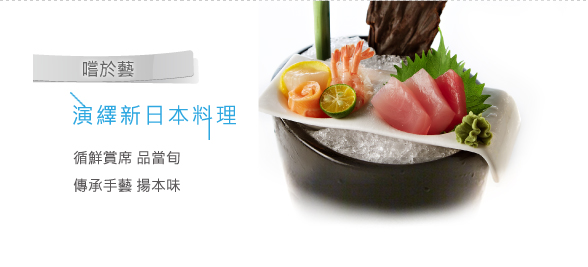 嚐於藝
演繹新日本料理
循鮮賞席 品當旬
傳承手藝 揚本味